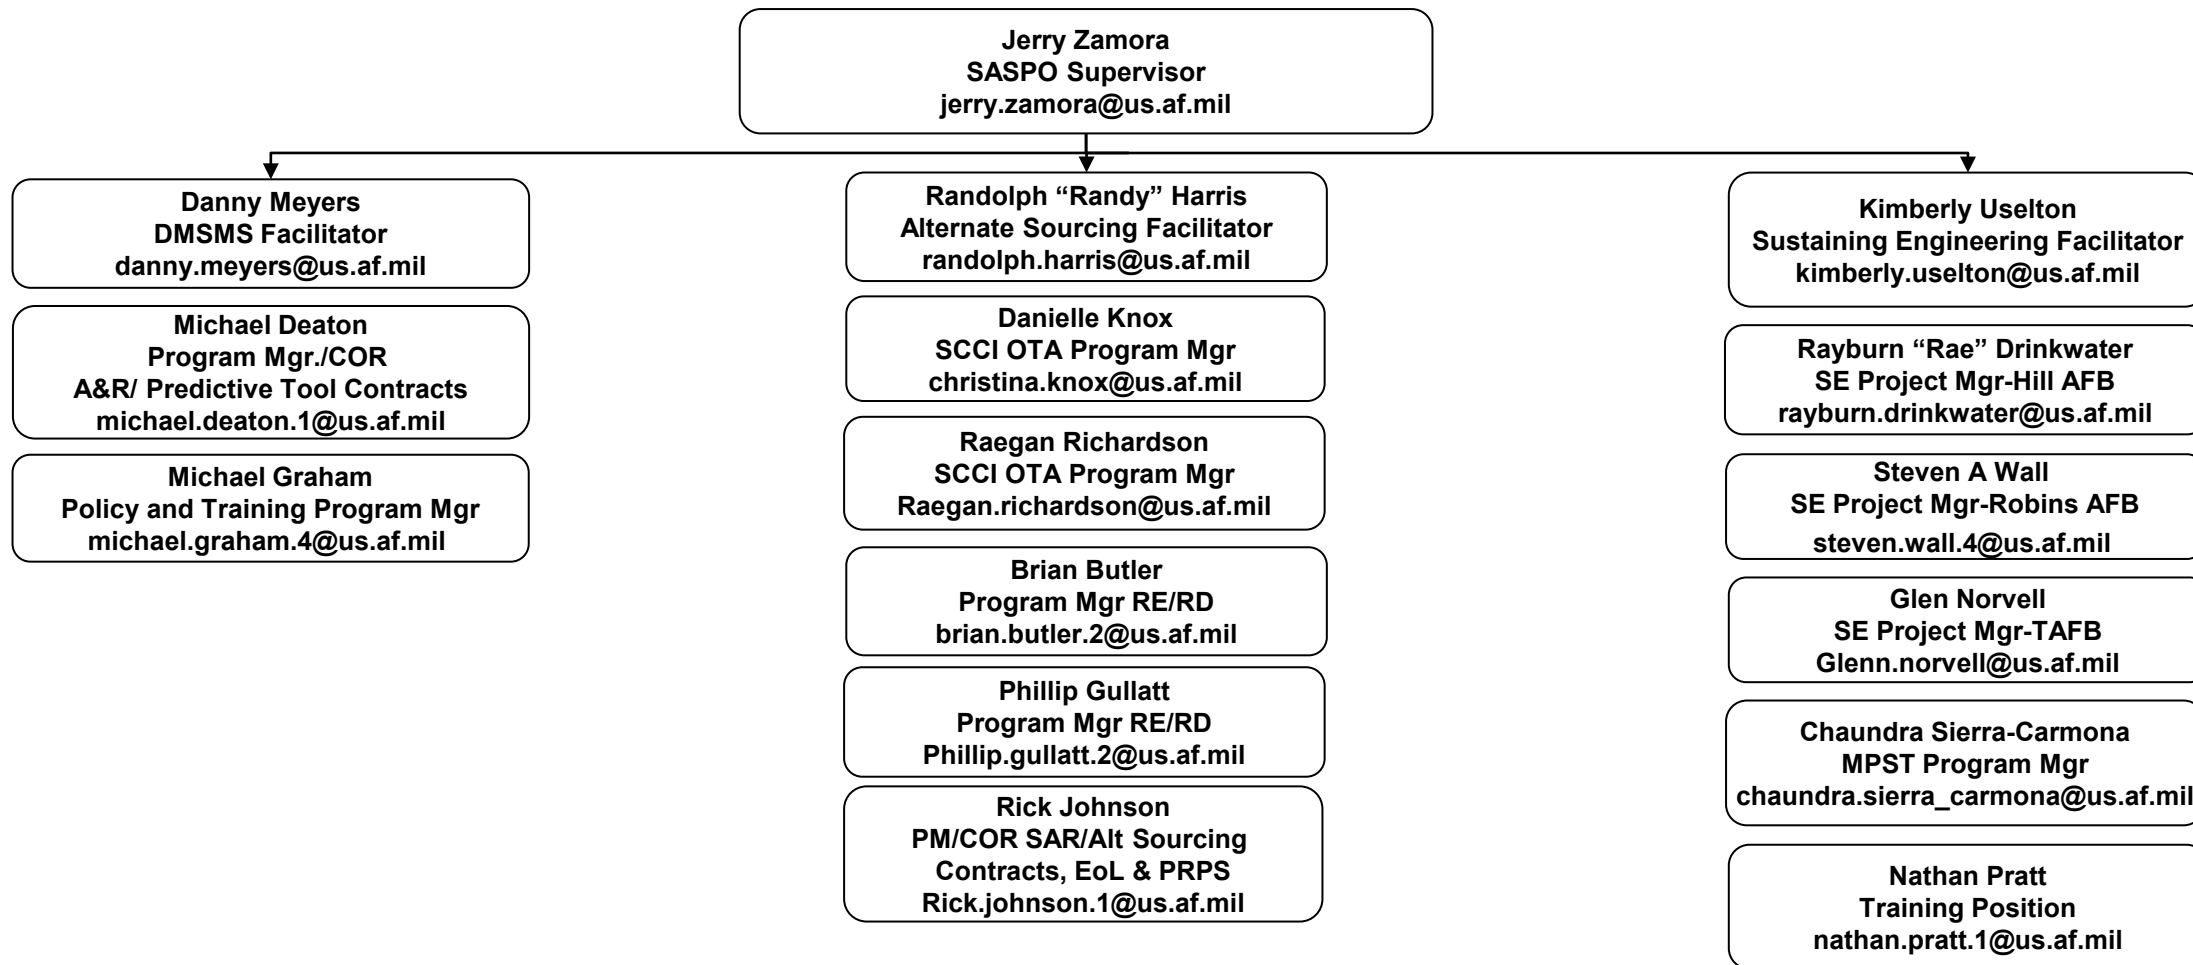 Jerry Zamora
SASPO Supervisor
jerry.zamora@us.af.mil
Danny Meyers
DMSMS Facilitator
danny.meyers@us.af.mil
Michael Deaton
Program Mgr./COR
A&R/ Predictive Tool Contracts
michael.deaton.1@us.af.mil
Michael Graham
Policy and Training Program Mgr
michael.graham.4@us.af.mil
Randolph “Randy” Harris
Alternate Sourcing Facilitator
randolph.harris@us.af.mil
Danielle Knox
SCCI OTA Program Mgr
christina.knox@us.af.mil
Raegan Richardson
SCCI OTA Program Mgr
Raegan.richardson@us.af.mil
Brian Butler
Program Mgr RE/RD
brian.butler.2@us.af.mil
Phillip Gullatt
Program Mgr RE/RD
Phillip.gullatt.2@us.af.mil
Rick Johnson
PM/COR SAR/Alt Sourcing
Contracts, EoL & PRPS
Rick.johnson.1@us.af.mil
Kimberly Uselton
Sustaining Engineering Facilitator
kimberly.uselton@us.af.mil
Rayburn “Rae” Drinkwater
SE Project Mgr-Hill AFB
rayburn.drinkwater@us.af.mil
Steven A Wall
SE Project Mgr-Robins AFB
steven.wall.4@us.af.mil
Glen Norvell
SE Project Mgr-TAFB
Glenn.norvell@us.af.mil
Chaundra Sierra-Carmona
MPST Program Mgr
chaundra.sierra_carmona@us.af.mil
Nathan Pratt
Training Position
nathan.pratt.1@us.af.mil